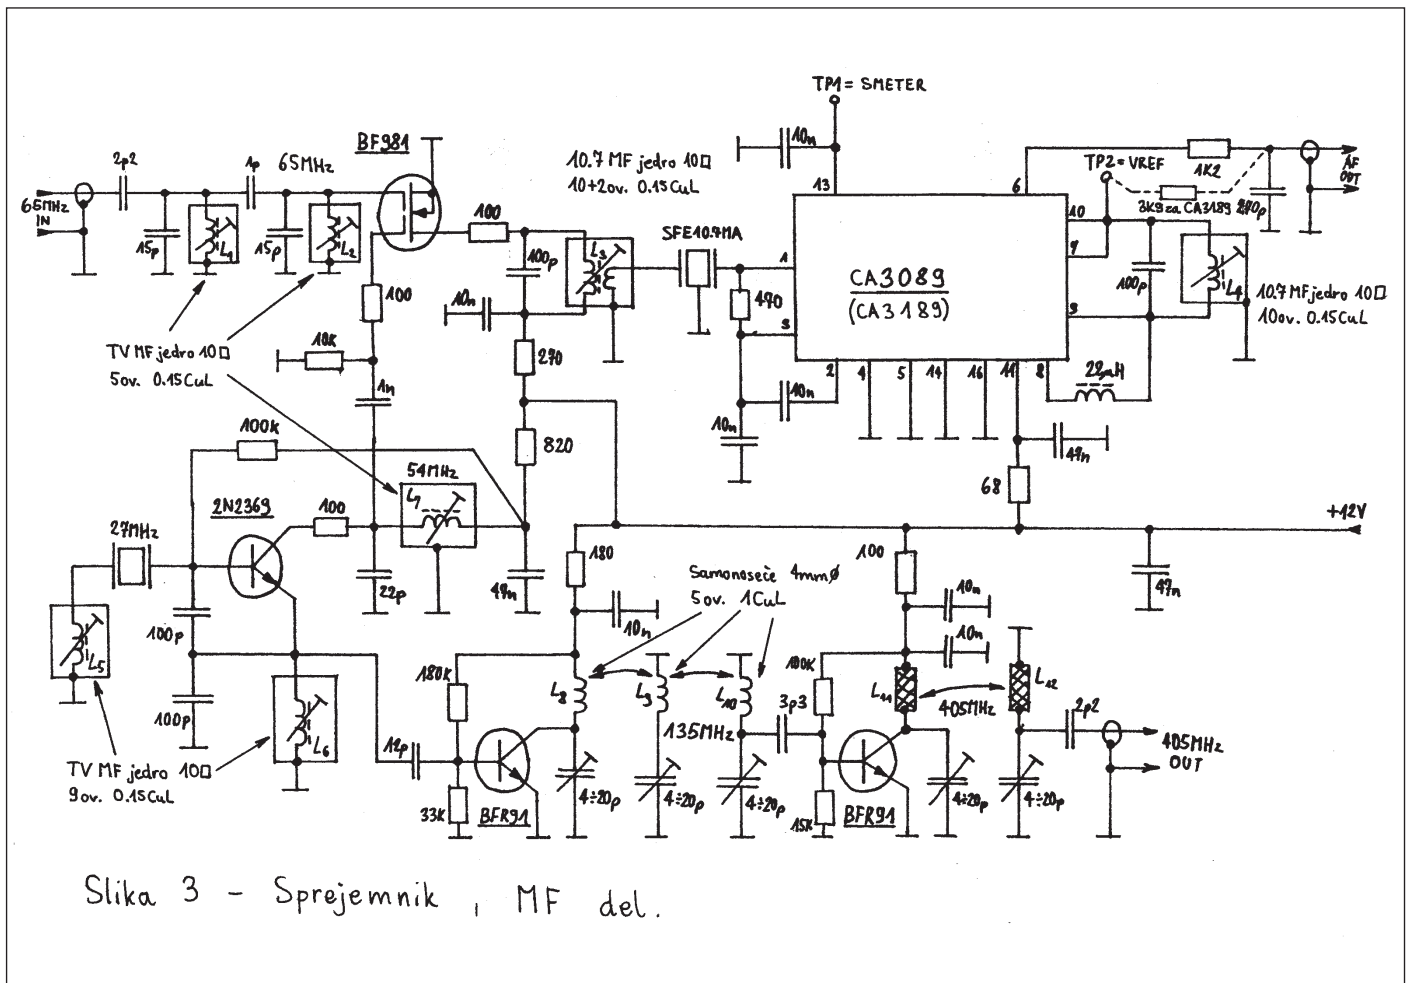 TP1 = SMETER
10n
BF981
2p2
1p
65MHz
10.7 MF jedro 10□
10+2ov. 0.15CuL
13
6
TP2=VREF
1K2
AF
OUT
65MHz
IN
15p
L1
15p
L2
100
100p
L3
SFE10.7MA
1
10
3K9 za CA3189
270p
CA3089
(CA3189)
7
100p
L4
10.7 MF jedro 10□
10ov. 0.15CuL
100
10n
470
3
9
TV MF jedro 10□
5ov. 0.15CuL
10K
270
1n
10n
2
4
5
14
16
11
8
22µH
100k
820
10n
47n
54MHz
L7
68
2N2369
100
+12V
27MHz
180
100
Samonoseče 4mmØ
5ov. 1CuL
22p
47n
10n
10n
47n
100p
L5
10n
180K
L8
L9
L10
100K
L11
405MHz
L12
100p
L6
135MHz
3p3
2p2
12p
405MHz
OUT
TV MF jedro 10□
9ov. 0.15CuL
33K
BFR91
4÷20p
4÷20p
4÷20p
15K
BFR91
4÷20p
4÷20p
Slika 3 - Sprejemnik , MF del.